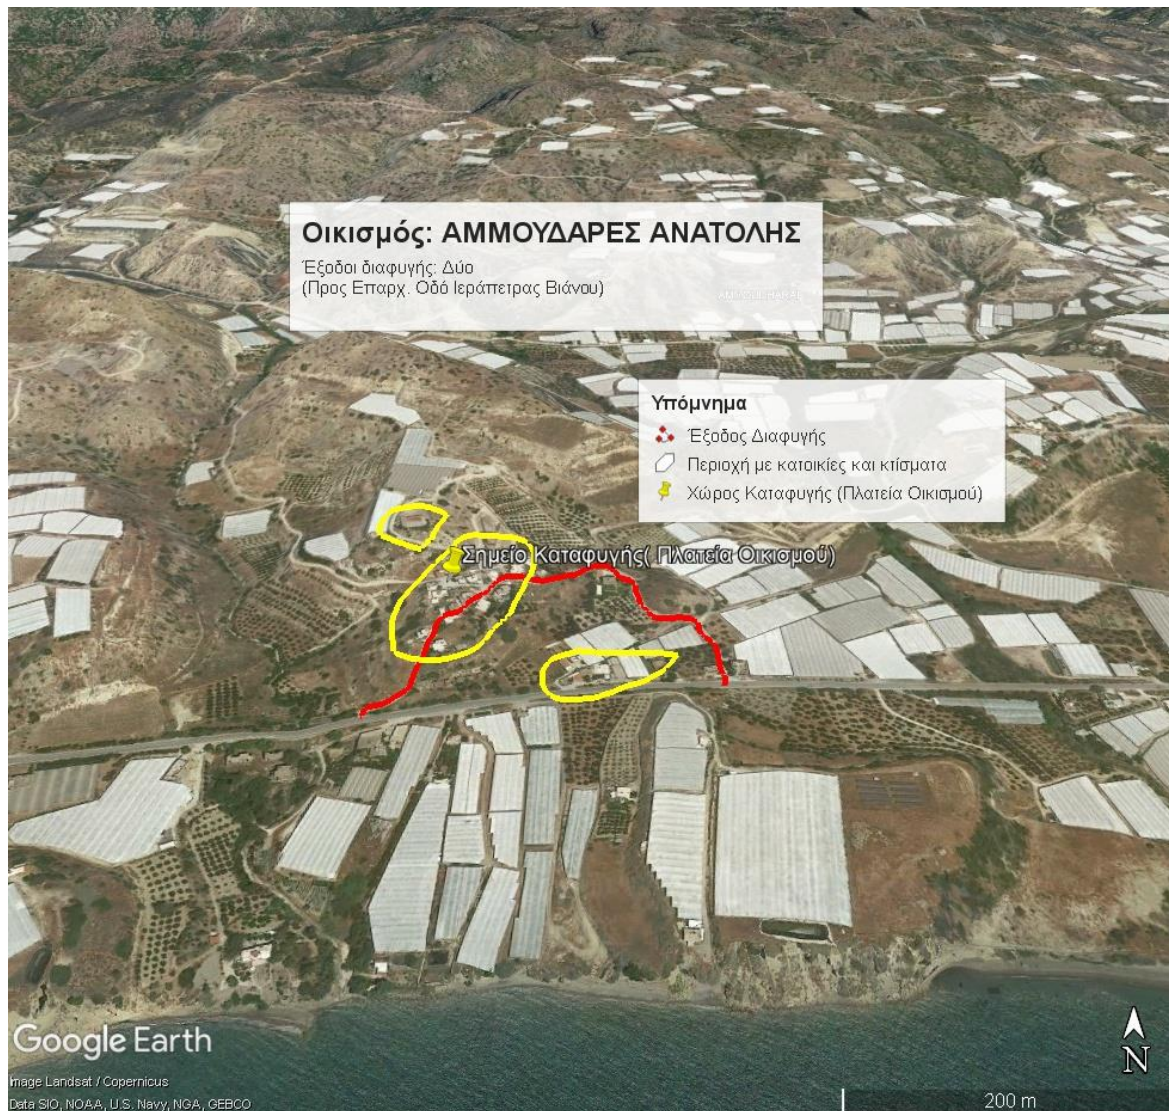 Οικισμός: ΑΜΜΟΥΔΑΡΕΣ ΑΝΑΤΟΛΗΣ
Έξοδοι διαφυγής: Δύο
(Προς Επαρχ. Οδό Ιεράπετρας Βιάνου)
Υπόμνημα
Έξοδος Διαφυγής
Περιοχή με κατοικίες και κτίσματα
Χώρος Καταφυγής (Πλατεία Οικισμού)
Σημείο Καταφυγής( Πλατεία Οικισμού)
Google Earth
Image Landsat / Copernicus
Data SIO, NOAA, U.S. Navy, NGA, GEBCO
N
200 m